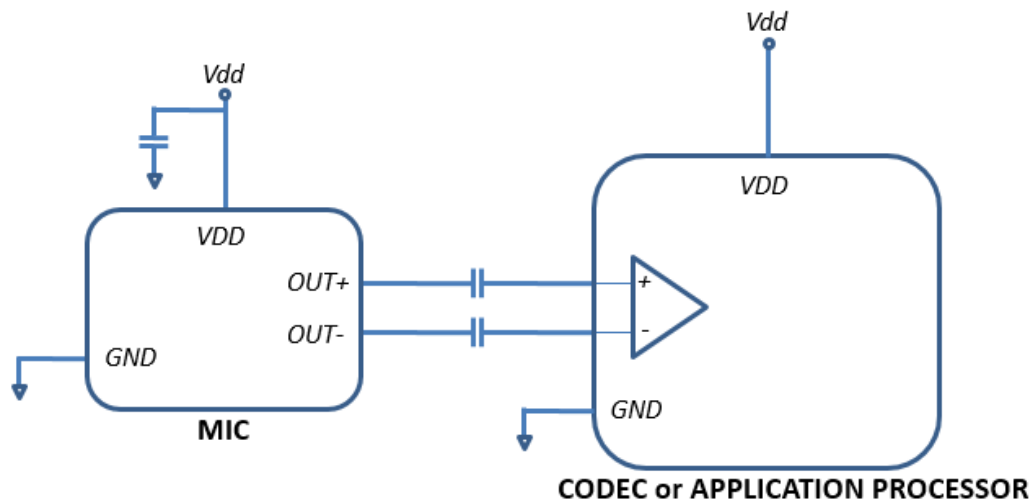 Vdd
VDD
OUT+
OUT-
GND
MIC
Vdd
VDD
+
-
GND
CODEC or APPLICATION PROCESSOR